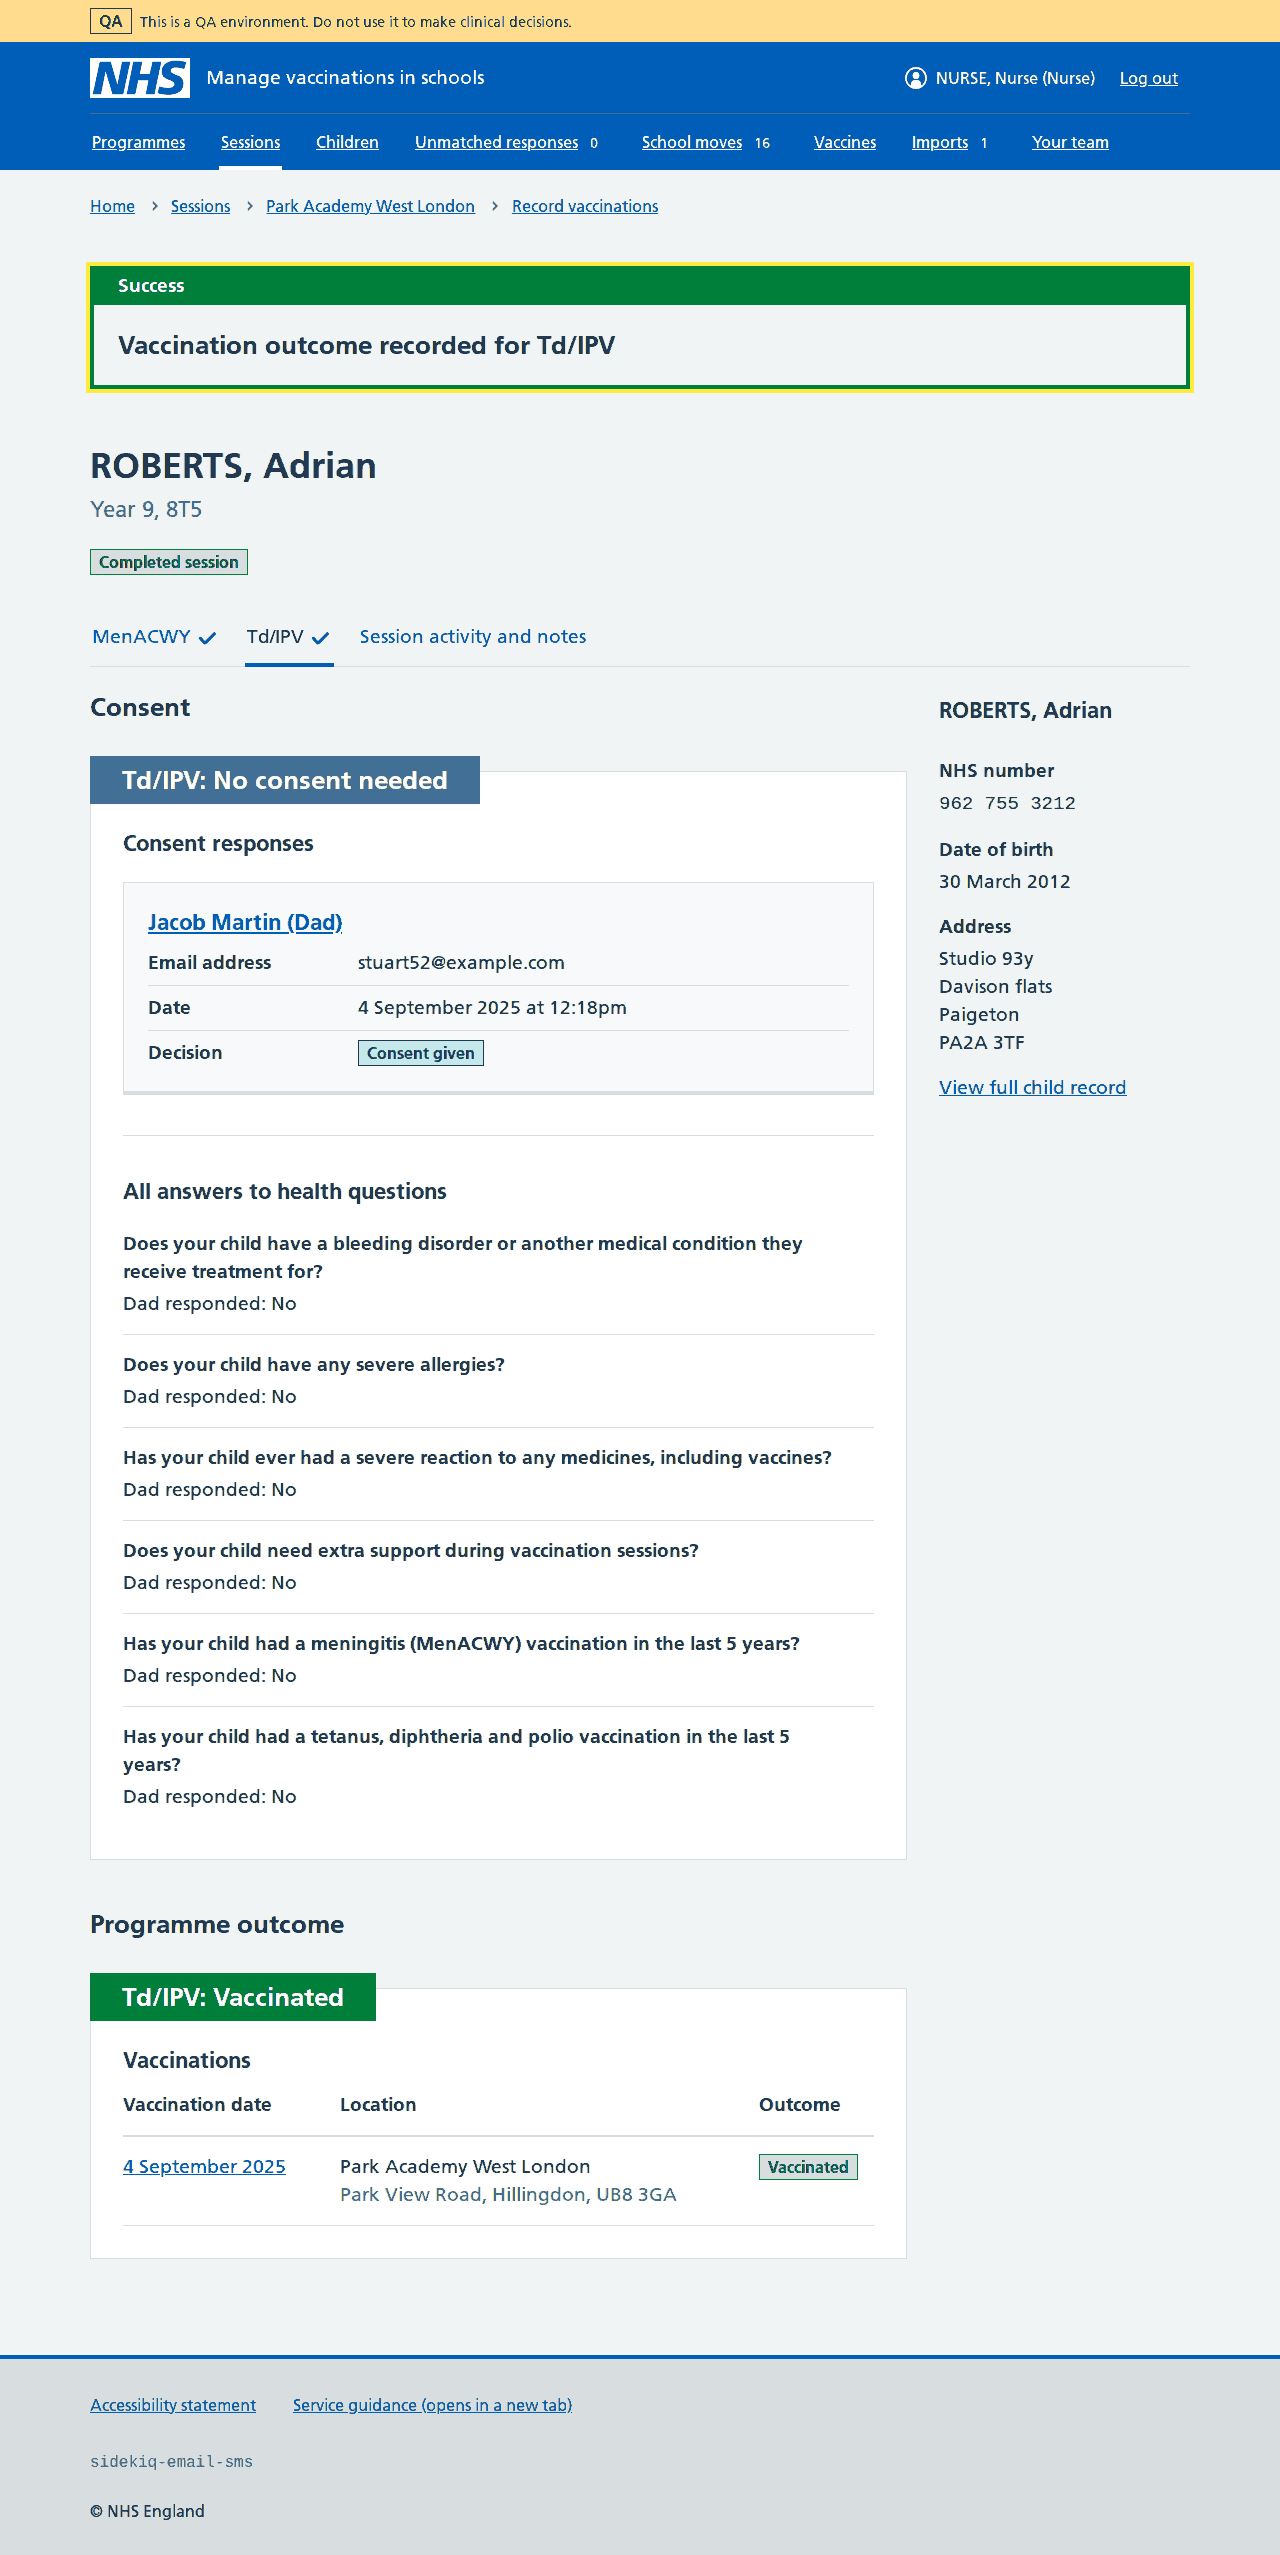 QA This is a QA environment. Do not use it to make clinical decisions.
NHS Manage vaccinations in schools NURSE, Nurse (Nurse) Log out
Programmes Sessions Children Unmatched responses 0 School moves 16 Vaccines Imports 1 Your team
Home > Sessions > Park Academy West London > Record vaccinations
Success
Vaccination outcome recorded for Td/IPV
ROBERTS, Adrian
Year 9, 8T5
Completed session
MenACWY Td/IPV Session activity and notes
Consent
Td/IPV: No consent needed
Consent responses
Jacob Martin (Dad)
Email address stuart52@example.com
Date 4 September 2025 at 12:18pm
Decision Consent given
All answers to health questions
Does your child have a bleeding disorder or another medical condition they
receive treatment for?
Dad responded: No
Does your child have any severe allergies?
Dad responded: No
Has your child ever had a severe reaction to any medicines, including vaccines?
Dad responded: No
Does your child need extra support during vaccination sessions?
Dad responded: No
Has your child had a meningitis (MenACWY) vaccination in the last 5 years?
Dad responded: No
Has your child had a tetanus, diphtheria and polio vaccination in the last 5
years?
Dad responded: No
ROBERTS, Adrian
NHS number
962 755 3212
Date of birth
30 March 2012
Address
Studio 93y
Davison flats
Paigeton
PA2A 3TF
View full child record
Programme outcome
Td/IPV: Vaccinated
Vaccinations
Vaccination date Location Outcome
4 September 2025 Park Academy West London Vaccinated
Park View Road, Hillingdon, UB8 3GA
Accessibility statement Service guidance (opens in a new tab)
sidekiq-email-sms
© NHS England